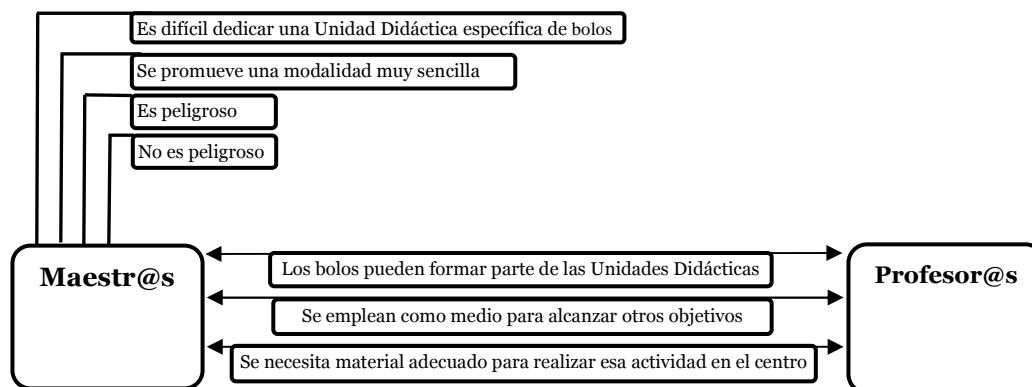 Es difícil dedicar una Unidad Didáctica específica de bolos
Se promueve una modalidad muy sencilla
Es peligroso
No es peligroso
Maestr@s
Los bolos pueden formar parte de las Unidades Didácticas
Profesor@s
Se emplean como medio para alcanzar otros objetivos
Se necesita material adecuado para realizar esa actividad en el centro